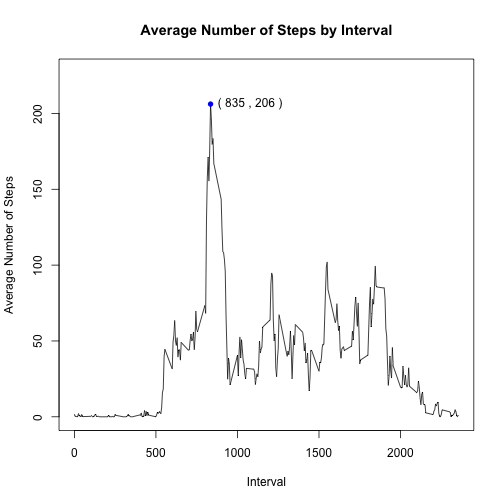 Average Number of Steps by Interval
( 835 , 206 )
Average Number of Steps
200
150
100
50
0
0 500 1000 1500 2000
Interval